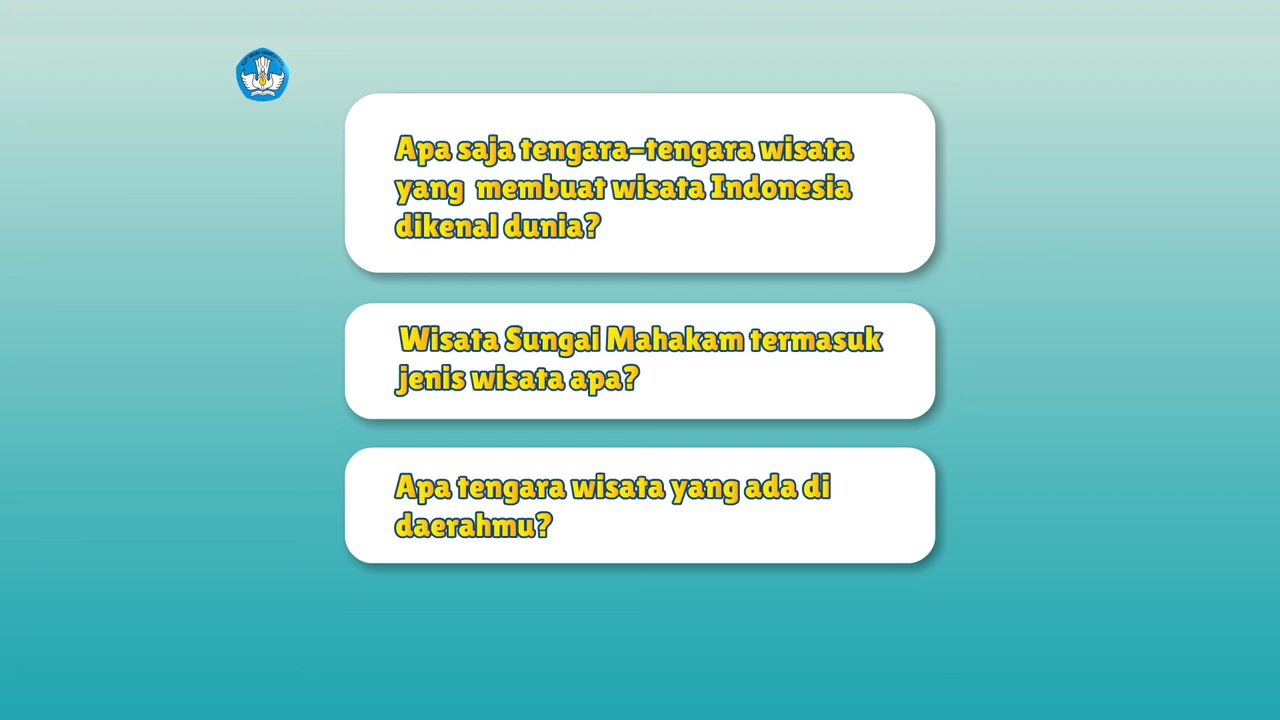 Apa saja tengara-tengara wisata
yang membuat wisata Indonesia
dikenal dunia?
Wisata Sungai Mahakam termasuk
jenis wisata apa?
Apa tengara wisata yang ada di
daerahmu?